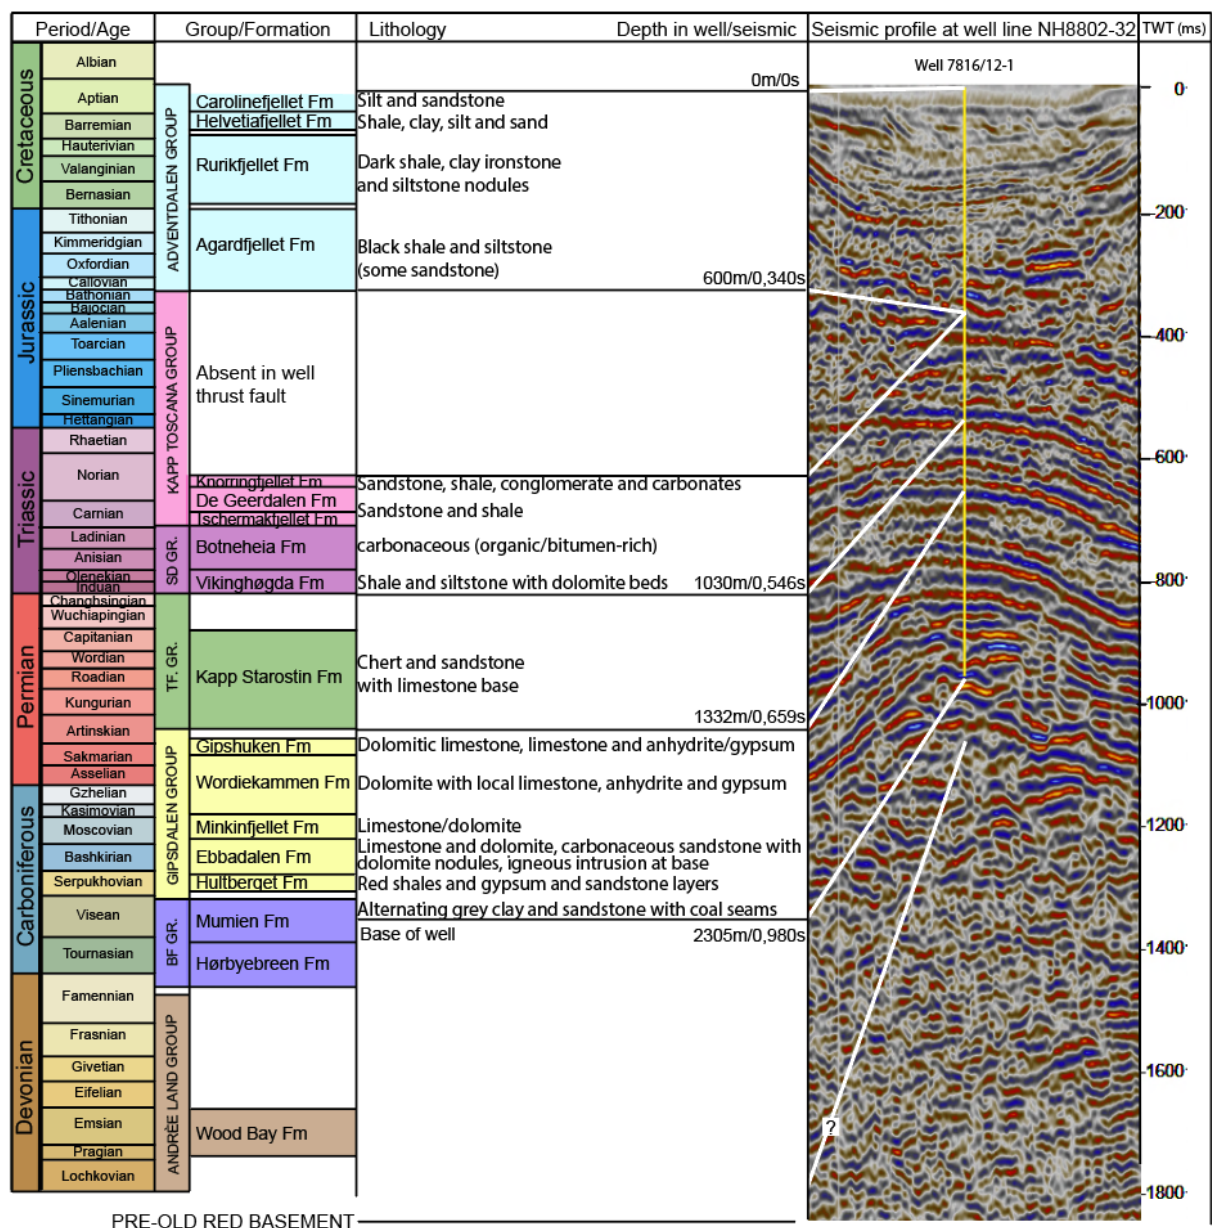 Period/Age
Group/Formation
Lithology
Depth in well/seismic
Seismic profile at well line NH8802-32
TWT (ms)
Cretaceous
Albian
Aptian
Barremian
Hauterivian
Valanginian
Bernasian
Jurassic
Tithonian
Kimmeridgian
Oxfordian
Callovian
Bathonian
Bajocian
Aalenian
Toarcian
Pliensbachian
Sinemurian
Hettangian
Triassic
Rhaetian
Norian
Carnian
Ladinian
Anisian
Olenekian
Induan
Permian
Changhsingian
Wuchiapingian
Capitanian
Wordian
Roadian
Kungurian
Artinskian
Sakmarian
Asselian
Carboniferous
Gzhelian
Kasimovian
Moscovian
Bashkirian
Serpukhovian
Visean
Tournasian
Devonian
Famennian
Frasnian
Givetian
Eifelian
Emsian
Pragian
Lochkovian
ADVENTDALEN GROUP
Carolinefjellet Fm
Helvetiafjellet Fm
Rurikfjellet Fm
Agardfjellet Fm
KAPP TOSCANA GROUP
Absent in well
thrust fault
Knorringfjellet Fm
De Geerdalen Fm
Tschermakfjellet Fm
SD GR.
Botneheia Fm
Vikinghøgda Fm
TF. GR.
Kapp Starostin Fm
GIPSDALEN GROUP
Gipshuken Fm
Wordiekammen Fm
Minkinfjellet Fm
Ebbadalen Fm
Hultberget Fm
BF GR.
Mumien Fm
Hørbyebreen Fm
ANDRÈE LAND GROUP
Wood Bay Fm
PRE-OLD RED BASEMENT
0m/0s
Silt and sandstone
Shale, clay, silt and sand
Dark shale, clay ironstone
and siltstone nodules
Black shale and siltstone
(some sandstone)
600m/0,340s
Sandstone, shale, conglomerate and carbonates
Sandstone and shale
carbonaceous (organic/bitumen-rich)
Shale and siltstone with dolomite beds
1030m/0,546s
Chert and sandstone
with limestone base
1332m/0,659s
Dolomitic limestone, limestone and anhydrite/gypsum
Dolomite with local limestone, anhydrite and gypsum
Limestone/dolomite
Limestone and dolomite, carbonaceous sandstone with
dolomite nodules, igneous intrusion at base
Red shales and gypsum and sandstone layers
Alternating grey clay and sandstone with coal seams
Base of well
2305m/0,980s
Well 7816/12-1
?
0
200
400
600
800
1000
1200
1400
1600
1800